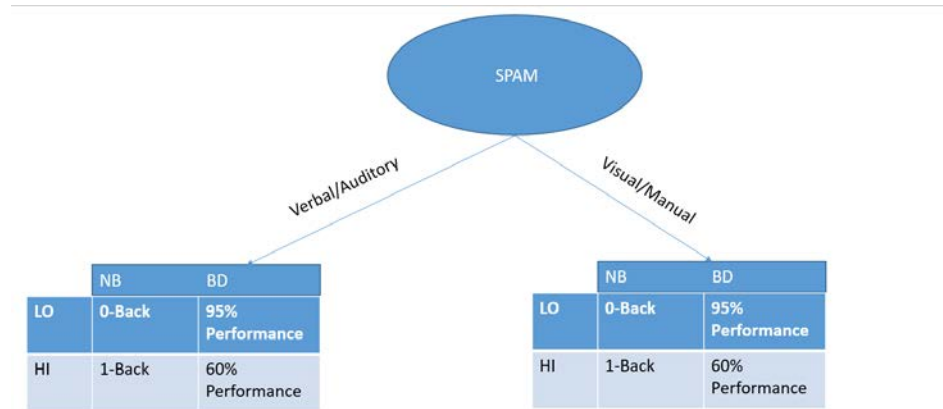 SPAM
Verbal/Auditory
Visual/Manual
NB BD
LO 0-Back 95%
Performance
HI 1-Back 60%
Performance
NB BD
LO 0-Back 95%
Performance
HI 1-Back 60%
Performance